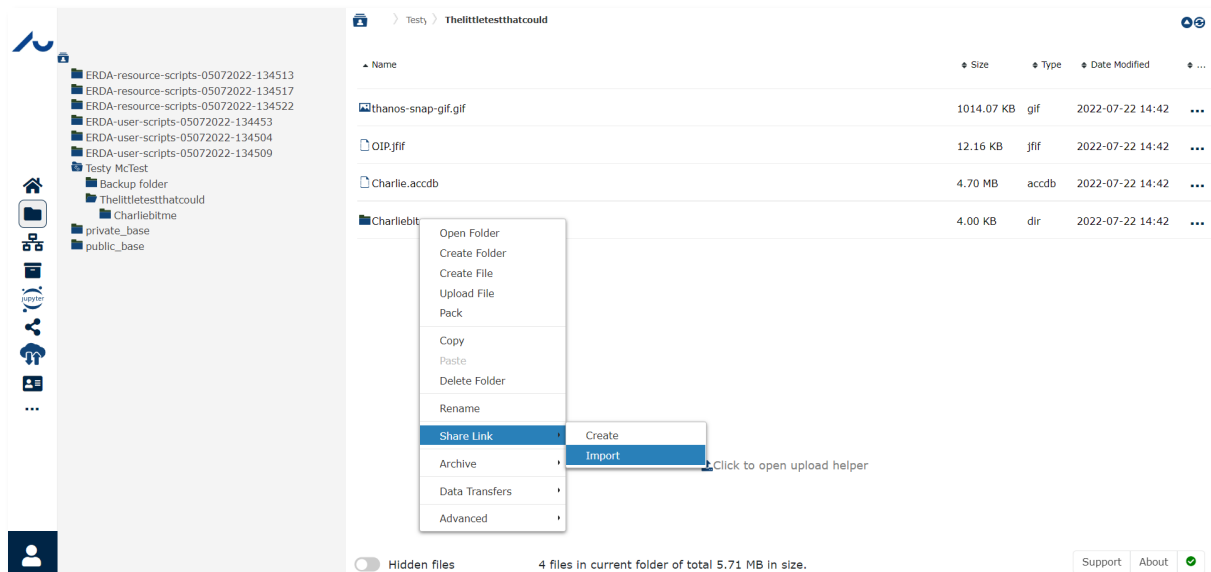 Testy
Thelittletestthatcould
ERDA-resource-scripts-05072022-134513
ERDA-resource-scripts-05072022-134517
ERDA-resource-scripts-05072022-134522
ERDA-user-scripts-05072022-134453
ERDA-user-scripts-05072022-134504
ERDA-user-scripts-05072022-134509
Testy McTest
Backup folder
Thelittletestthatcould
Charliebitme
private_base
public_base
jupyter
Name Size Type Date Modified ...
thanos-snap-gif.gif 1014.07 KB gif 2022-07-22 14:42 ...
OIP.jfif 12.16 KB jfif 2022-07-22 14:42 ...
Charlie.accdb 4.70 MB accdb 2022-07-22 14:42 ...
Charliebit 4.00 KB dir 2022-07-22 14:42 ...
Open Folder
Create Folder
Create File
Upload File
Pack
Copy
Paste
Delete Folder
Rename
Share Link
Create
Import
Archive
Data Transfers
Advanced
Click to open upload helper
Hidden files
4 files in current folder of total 5.71 MB in size.
Support About